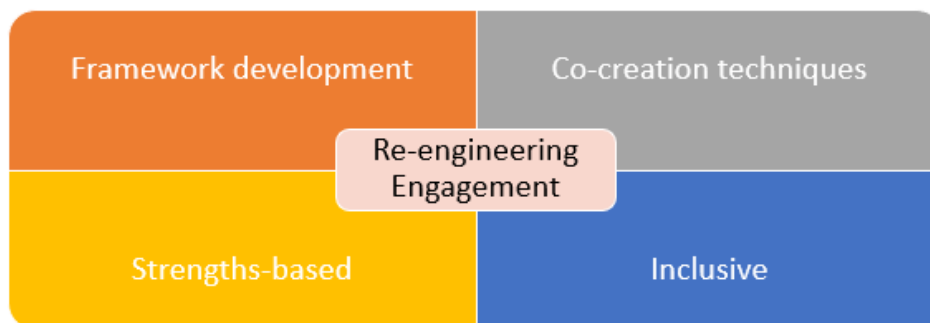 Framework development
Co-creation techniques
Re-engineering
Engagement
Strengths-based
Inclusive